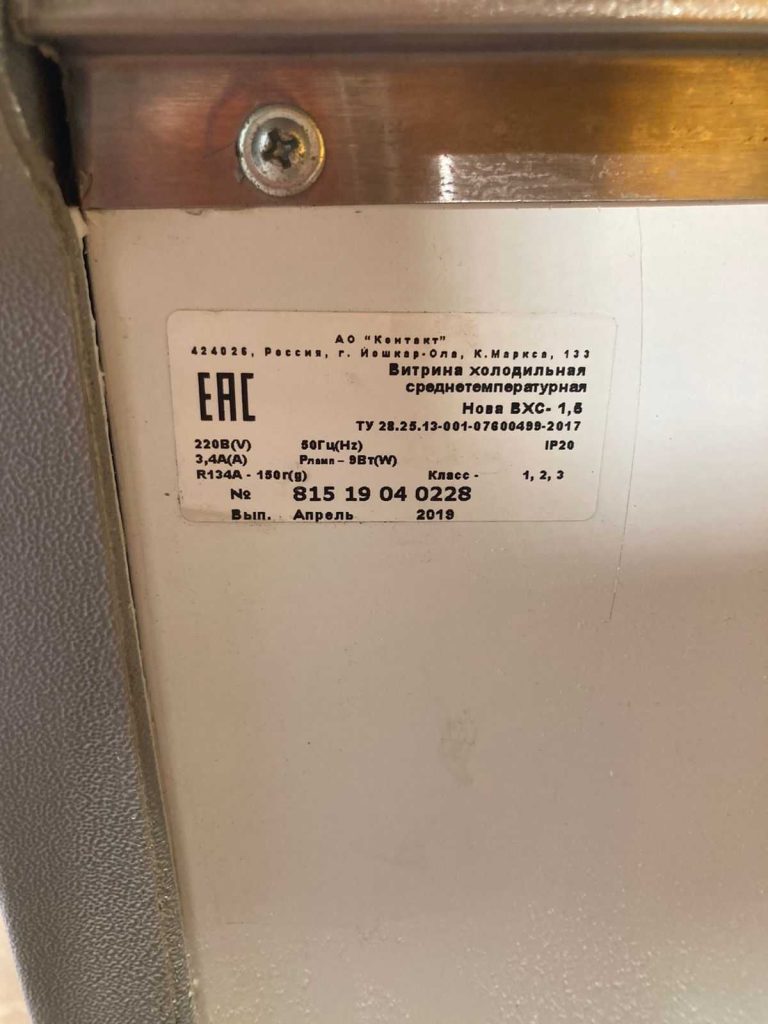 АО "Контакт"
424026, Россия, г. Йошкар-Ола, К.Маркса, 133
EAC
Витрина холодильная
среднетемпературная
Нова ВХС- 1,5
ТУ 28.25.13-001-07600499-2017
220В(V) 50Гц(Hz) IP20
3,4А(А) Рламп – 9Вт(W)
R134A - 150г(g) Класс - 1, 2, 3
№ 815 19 04 0228
Вып. Апрель 2019